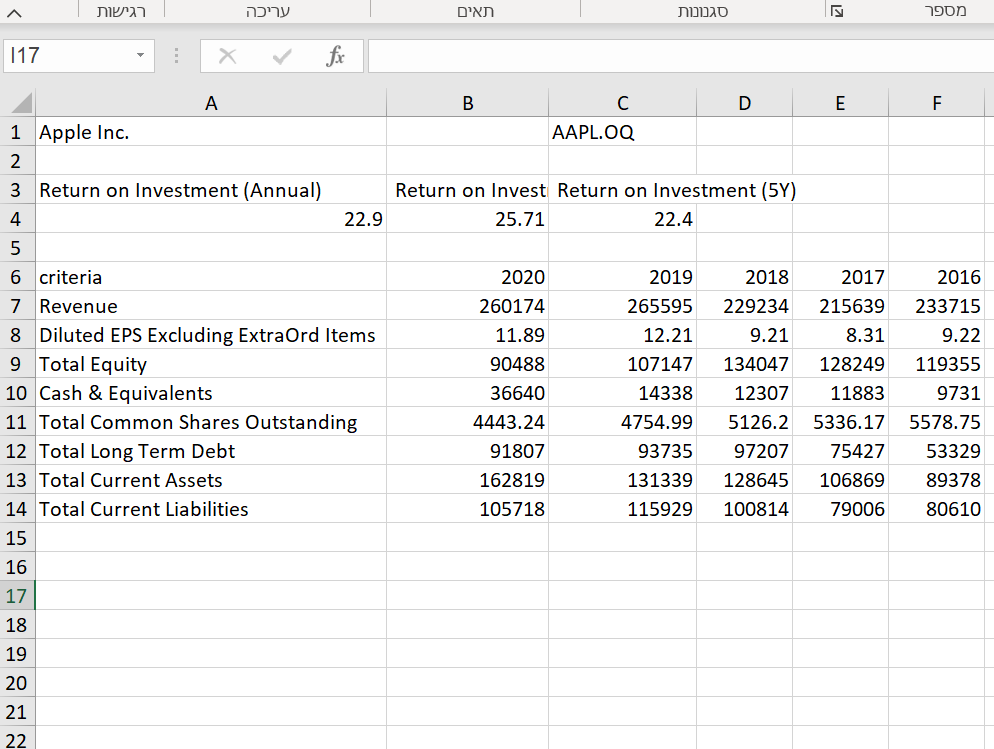 רגישות עריכה תאים סגנונות מספר
I17 fx
A B C D E F
1 Apple Inc. AAPL.OQ
2
3 Return on Investment (Annual) Return on Invest Return on Investment (5Y)
4 22.9 25.71 22.4
5
6 criteria 2020 2019 2018 2017 2016
7 Revenue 260174 265595 229234 215639 233715
8 Diluted EPS Excluding ExtraOrd Items 11.89 12.21 9.21 8.31 9.22
9 Total Equity 90488 107147 134047 128249 119355
10 Cash & Equivalents 36640 14338 12307 11883 9731
11 Total Common Shares Outstanding 4443.24 4754.99 5126.2 5336.17 5578.75
12 Total Long Term Debt 91807 93735 97207 75427 53329
13 Total Current Assets 162819 131339 128645 106869 89378
14 Total Current Liabilities 105718 115929 100814 79006 80610
15
16
17
18
19
20
21
22